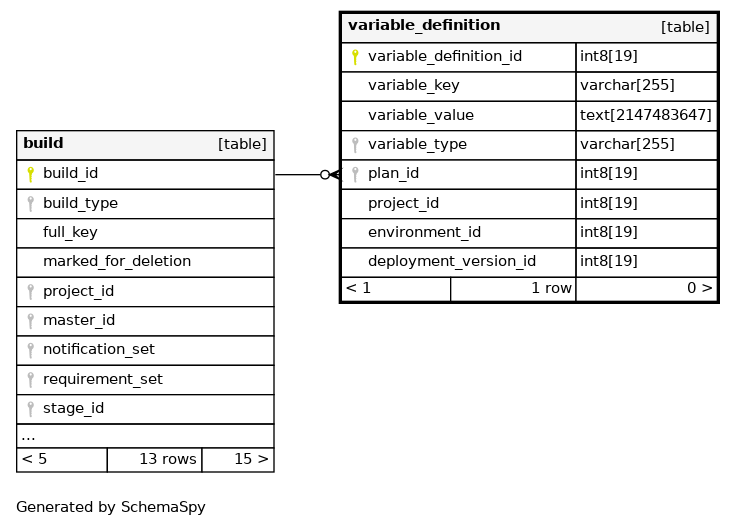 variable_definition [table]
variable_definition_id int8[19]
variable_key varchar[255]
variable_value text[2147483647]
variable_type varchar[255]
plan_id int8[19]
project_id int8[19]
environment_id int8[19]
deployment_version_id int8[19]
< 1 1 row 0 >
build [table]
build_id
build_type
full_key
marked_for_deletion
project_id
master_id
notification_set
requirement_set
stage_id
...
< 5 13 rows 15 >
Generated by SchemaSpy